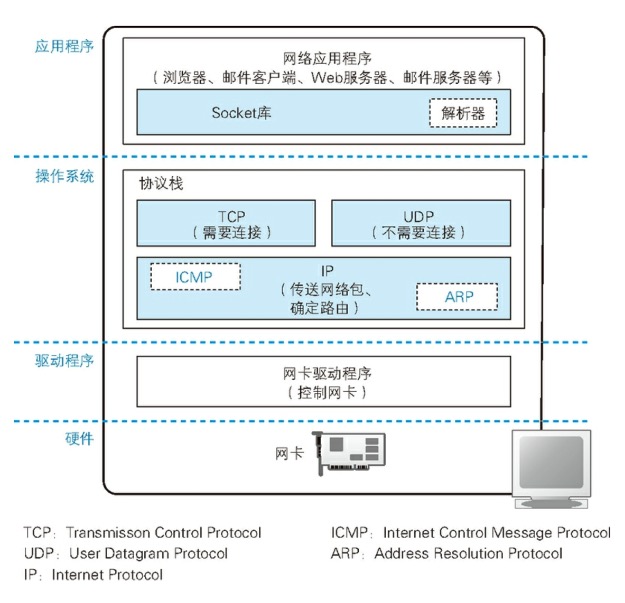 应用程序
网络应用程序
（浏览器、邮件客户端、Web服务器、邮件服务器等）
Socket库
解析器
操作系统
协议栈
TCP
（需要连接）
UDP
（不需要连接）
ICMP
IP
（传送网络包、
确定路由）
ARP
驱动程序
网卡驱动程序
（控制网卡）
硬件
网卡
TCP：Transmisson Control Protocol
ICMP：Internet Control Message Protocol
UDP：User Datagram Protocol
ARP：Address Resolution Protocol
IP：Internet Protocol